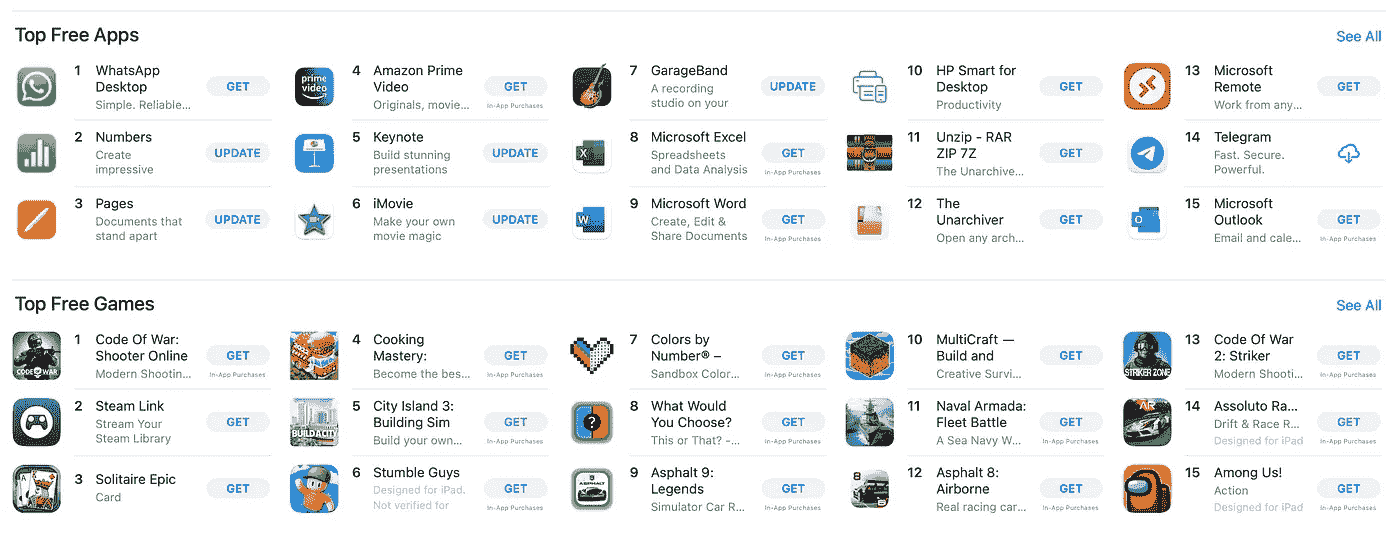 Top Free Apps
See All
1 WhatsApp
Desktop
Simple. Reliable...
GET
2 Numbers
Create
impressive
UPDATE
3 Pages
Documents that
stand apart
UPDATE
prime
video
4 Amazon Prime
Video
Originals, movie...
GET
In-App Purchases
5 Keynote
Build stunning
presentations
UPDATE
6 iMovie
Make your own
movie magic
UPDATE
7 GarageBand
A recording
studio on your
UPDATE
X
8 Microsoft Excel
Spreadsheets
and Data Analysis
GET
In-App Purchases
W
9 Microsoft Word
Create, Edit &
Share Documents
GET
In-App Purchases
10 HP Smart for
Desktop
Productivity
GET
11 Unzip - RAR
ZIP 7Z
The Unarchive...
GET
12 The
Unarchiver
Open any arch...
GET
13 Microsoft
Remote
Work from any...
GET
14 Telegram
Fast. Secure.
Powerful.
O
15 Microsoft
Outlook
Email and cale...
GET
In-App Purchases
Top Free Games
See All
CODE OF WAR
1 Code Of War:
Shooter Online
Modern Shootin...
GET
In-App Purchases
2 Steam Link
Stream Your
Steam Library
GET
A
3 Solitaire Epic
Card
GET
4 Cooking
Mastery:
Become the bes...
GET
In-App Purchases
BUILD A CITY
5 City Island 3:
Building Sim
Build your own...
GET
In-App Purchases
6 Stumble Guys
Designed for iPad.
Not verified for
GET
In-App Purchases
7 Colors by
Number® –
Sandbox Color...
GET
In-App Purchases
?
8 What Would
You Choose?
This or That? -...
GET
In-App Purchases
ASPHALT
9 Asphalt 9:
Legends
Simulator Car R...
GET
In-App Purchases
10 MultiCraft —
Build and
Creative Survi...
GET
11 Naval Armada:
Fleet Battle
A Sea Navy W...
GET
In-App Purchases
8
12 Asphalt 8:
Airborne
Real racing car...
GET
In-App Purchases
STRIKER ZONE
13 Code Of War
2: Striker
Modern Shooti...
GET
In-App Purchases
AR
14 Assoluto Ra...
Drift & Race R...
Designed for iPad
GET
In-App Purchases
15 Among Us!
Action
Designed for iPad
GET
In-App Purchases